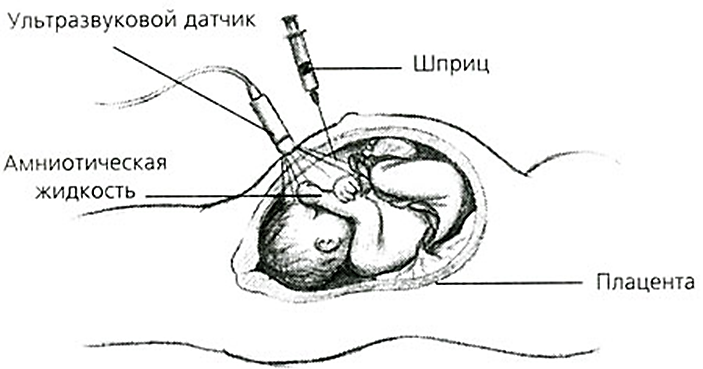 Ультразвуковой датчик
Шприц
Амниотическая
жидкость
Плацента